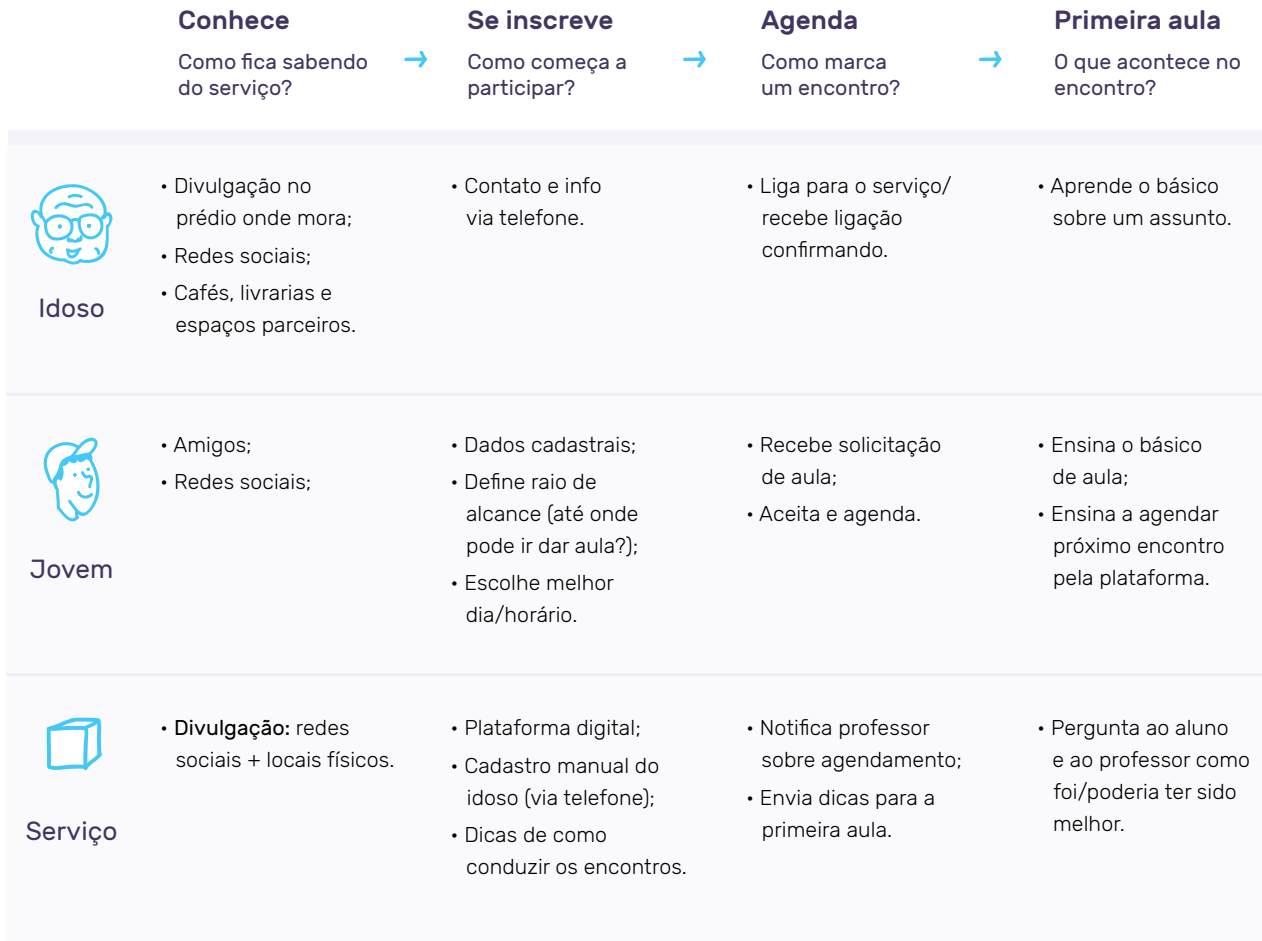 Conhece
Como fica sabendo
do serviço?
→
Se inscreve
Como começa a
participar?
→
Agenda
Como marca
um encontro?
→
Primeira aula
O que acontece no
encontro?
Idoso
• Divulgação no
prédio onde mora;
• Redes sociais;
• Cafés, livrarias e
espaços parceiros.
• Contato e info
via telefone.
• Liga para o serviço/
recebe ligação
confirmando.
• Aprende o básico
sobre um assunto.
Jovem
• Amigos;
• Redes sociais;
• Dados cadastrais;
• Define raio de
alcance (até onde
pode ir dar aula?);
• Escolhe melhor
dia/horário.
• Recebe solicitação
de aula;
• Aceita e agenda.
• Ensina o básico
de aula;
• Ensina a agendar
próximo encontro
pela plataforma.
Serviço
• Divulgação: redes
sociais + locais físicos.
• Plataforma digital;
• Cadastro manual do
idoso (via telefone);
• Dicas de como
conduzir os encontros.
• Notifica professor
sobre agendamento;
• Envia dicas para a
primeira aula.
• Pergunta ao aluno
e ao professor como
foi/poderia ter sido
melhor.